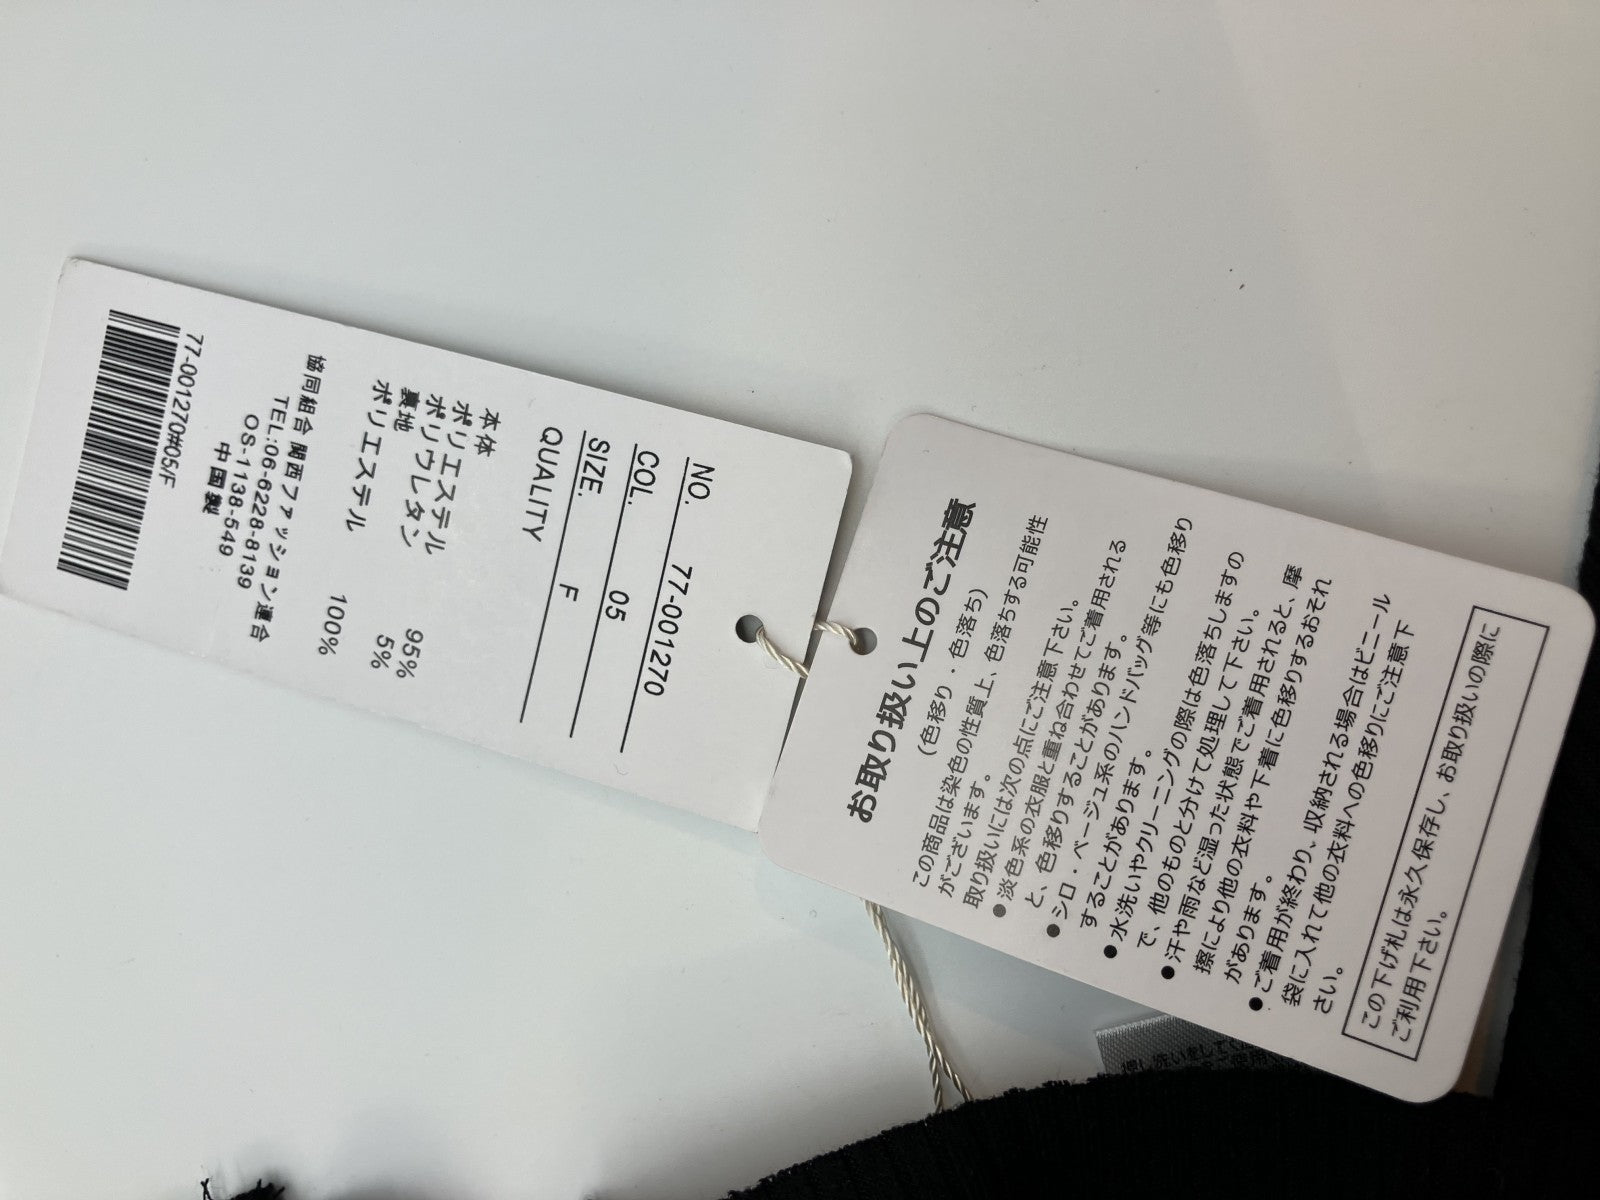 NO. 77-001270
COL. 05
SIZE. F
QUALITY
本体
ポリエステル 95%
ポリウレタン 5%
裏地
ポリエステル 100%
協同組合 関西ファッション連合
TEL:06-6228-8139
OS-1138-549
中国製
77-001270#05/F
お取り扱い上のご注意
(色移り・色落ち)
この商品は染色の性質上、色落ちする可能性
がございます。
取り扱いには次の点にご注意下さい。
●淡色系の衣服と重ね合わせてご着用される
と、色移りすることがあります。
●シロ・ベージュ系のハンドバッグ等にも色移り
することがあります。
●水洗いやクリーニングの際は色落ちしますの
で、他のものと分けて処理して下さい。
●汗や雨など湿った状態でご着用されると、摩
擦により他の衣料や下着に色移りするおそれ
があります。
●ご着用が終わり、収納される場合はビニール
袋に入れて他の衣料への色移りにご注意下
さい。
この下げ札は永久保存し、お取り扱いの際に
ご利用下さい。